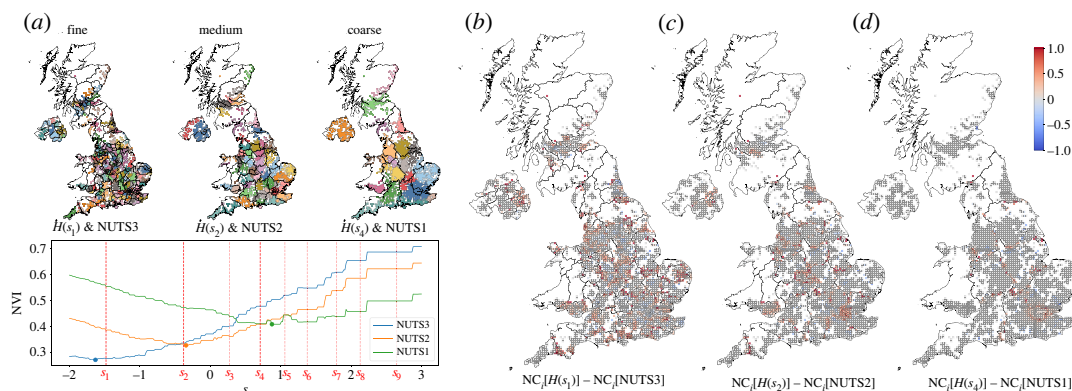 (a)
fine medium coarse
H(s1) & NUTS3 H(s2) & NUTS2 H(s4) & NUTS1
0.7
0.6
0.5
0.4
0.3
NVI
NUTS3
NUTS2
NUTS1
−2 s1 −1 s2 0 s3 s4 1 s5 s6 s7 2 s8 s9 3
s
(b)
NCi[H(s1)] − NCi[NUTS3]
(c)
NCi[H(s2)] − NCi[NUTS2]
(d)
1.0
0.5
0
−0.5
−1.0
NCi[H(s4)] − NCi[NUTS1]